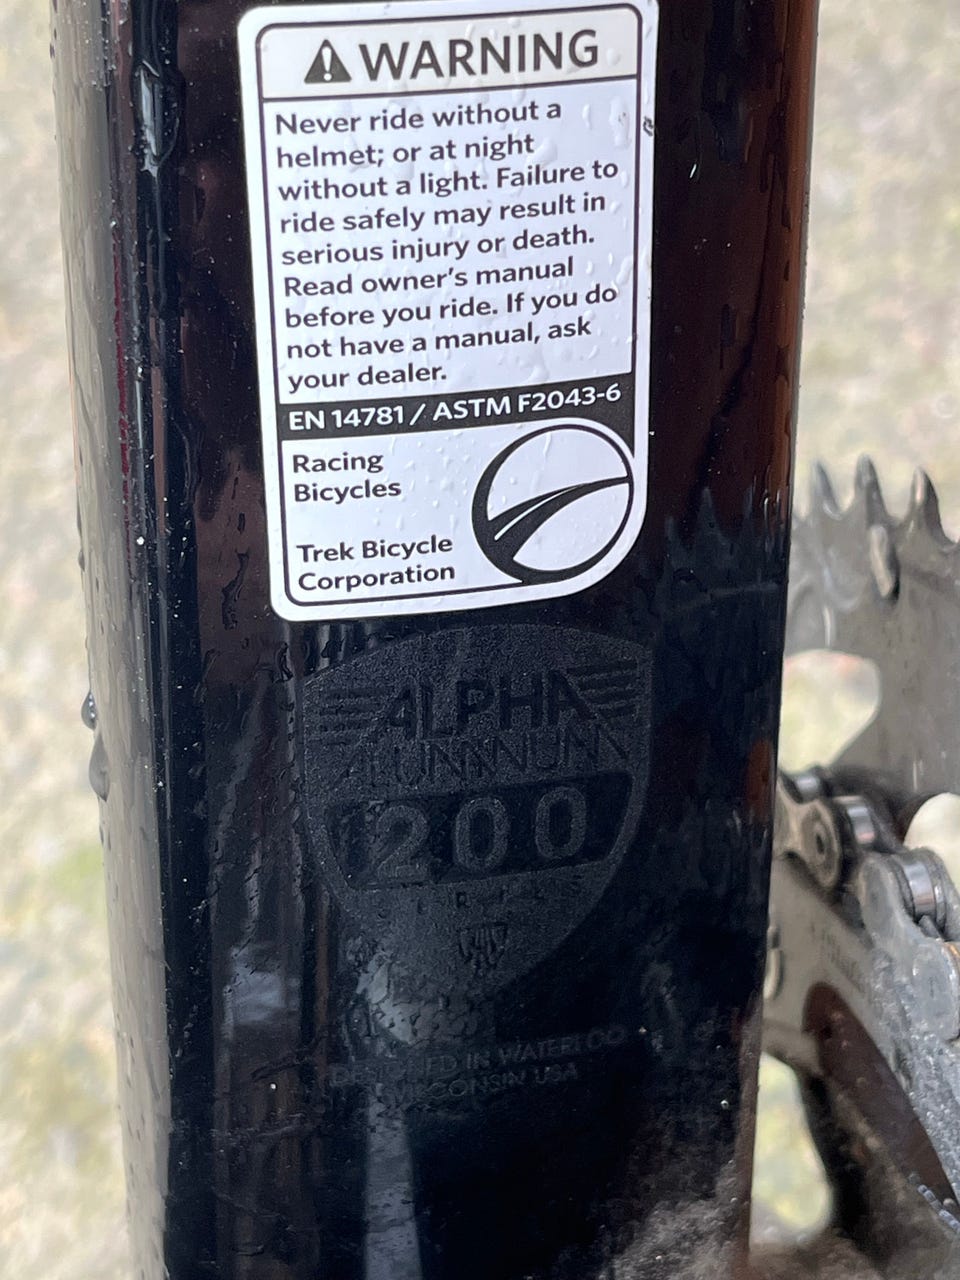 WARNING
Never ride without a
helmet; or at night
without a light. Failure to
ride safely may result in
serious injury or death.
Read owner's manual
before you ride. If you do
not have a manual, ask
your dealer.
EN 14781 / ASTM F2043-6
Racing
Bicycles
Trek Bicycle
Corporation
ALPHA
ALUMINUM
200
SERIES
DESIGNED IN WATERLOO
WISCONSIN USA